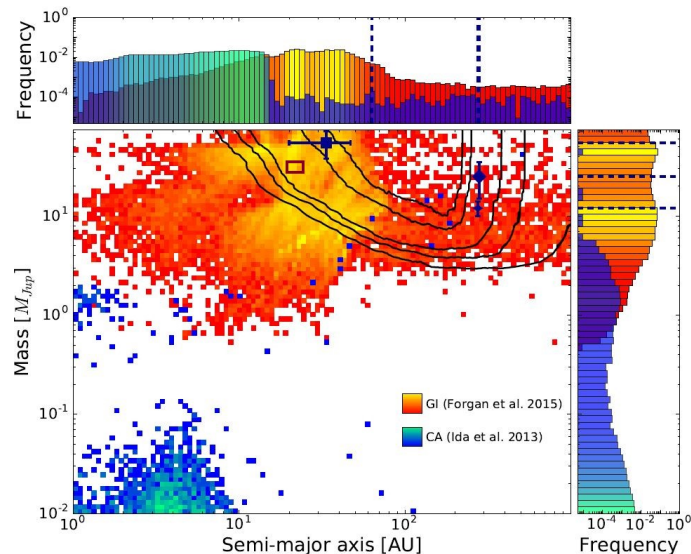 Frequency
10^0
10^-2
10^-4
Mass [M_Jup]
10^1
10^0
10^-1
10^-2
GI (Forgan et al. 2015)
CA (Ida et al. 2013)
10^0 10^1 10^2
Semi-major axis [AU]
10^-4 10^-2 10^0
Frequency